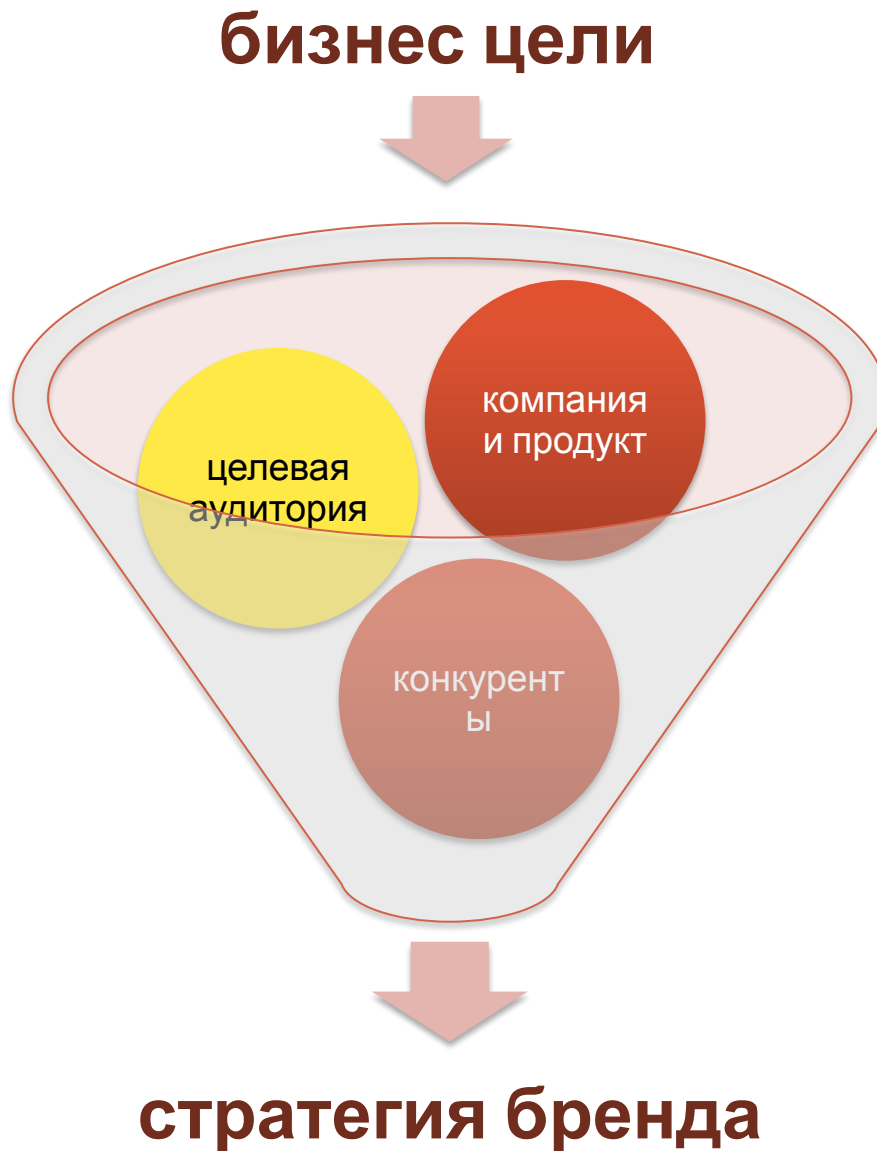 бизнес цели
компания
и продукт
целевая
аудитория
конкурент
ы
стратегия бренда